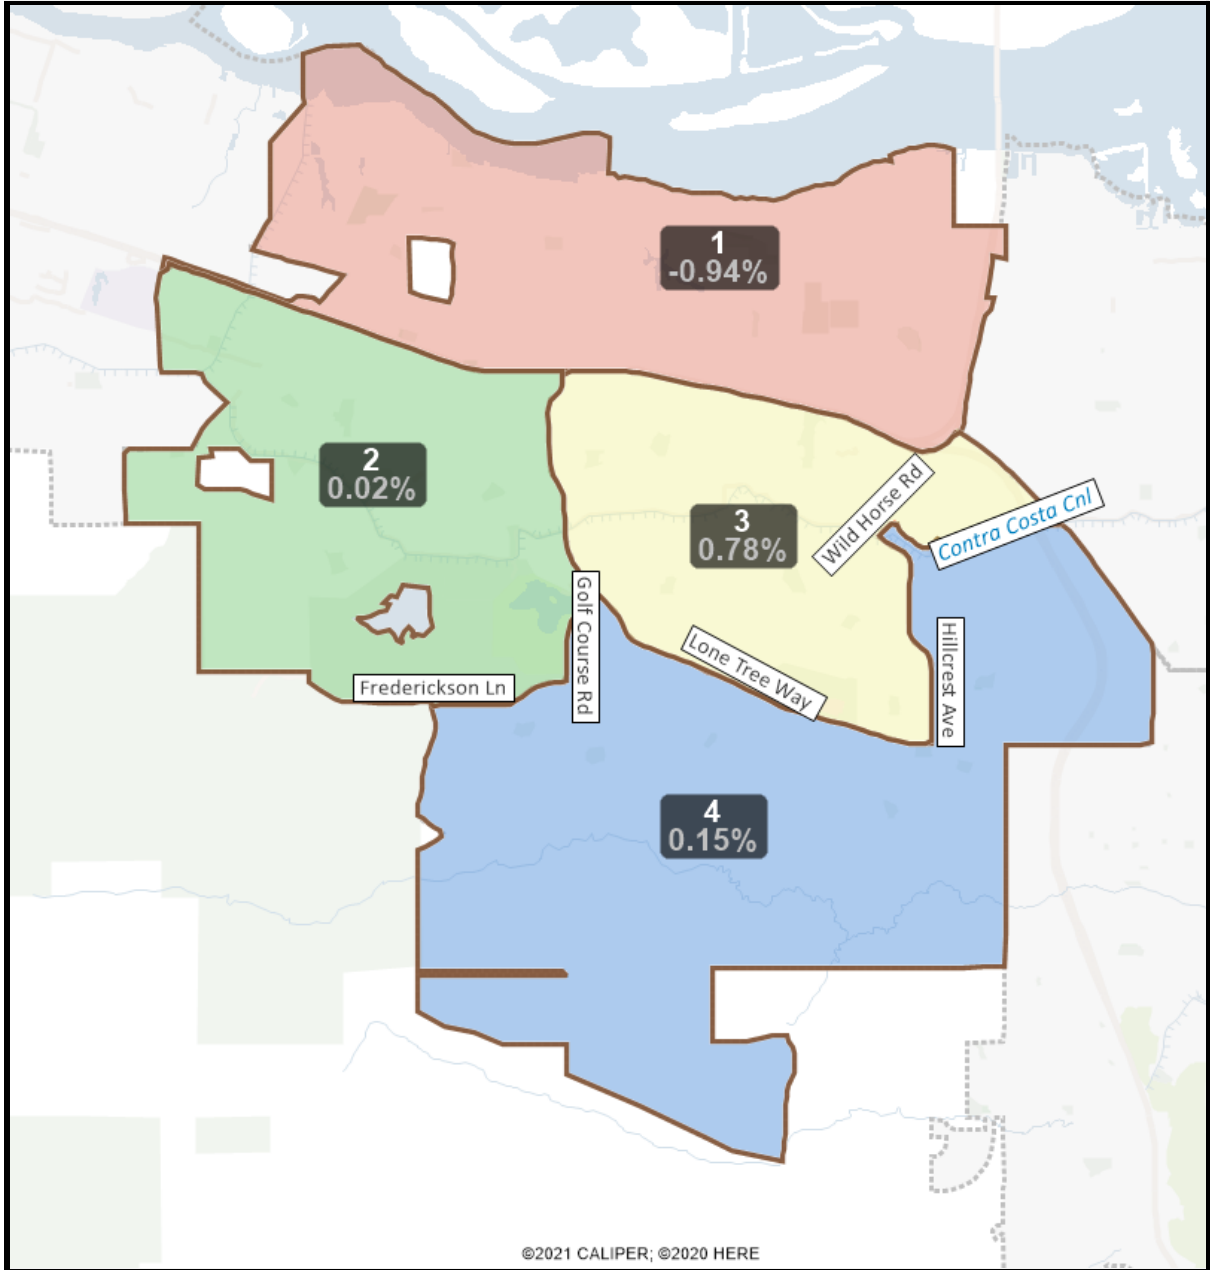 1
-0.94%
2
0.02%
Wild Horse Rd
Contra Costa Cnl
3
0.78%
Golf Course Rd
Lone Tree Way
Hillcrest Ave
Frederickson Ln
4
0.15%
©2021 CALIPER; ©2020 HERE